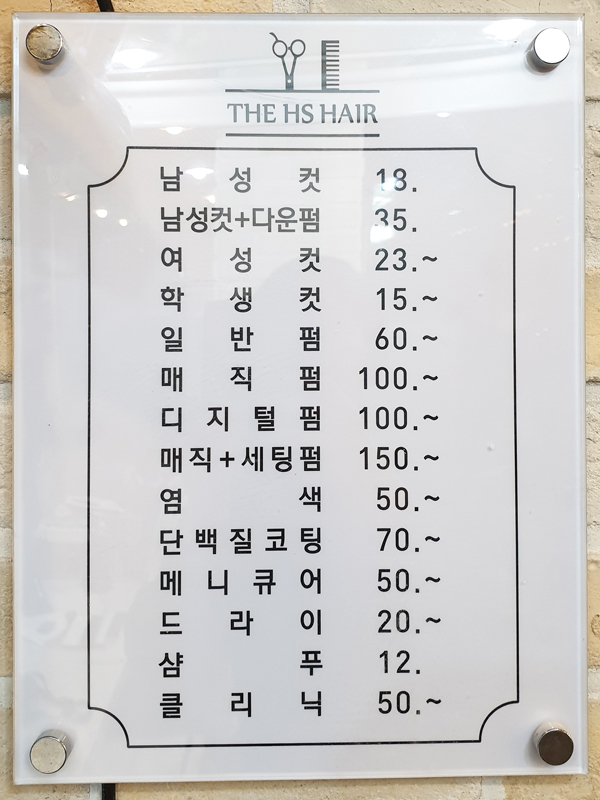 THE HS HAIR
남 성 컷 18.
남성컷+다운펌 35.
여 성 컷 23.~
학 생 컷 15.~
일 반 펌 60.~
매 직 펌 100.~
디 지 털 펌 100.~
매직+세팅펌 150.~
염 색 50.~
단백질코팅 70.~
메 니 큐 어 50.~
드 라 이 20.~
샴 푸 12.
클 리 닉 50.~